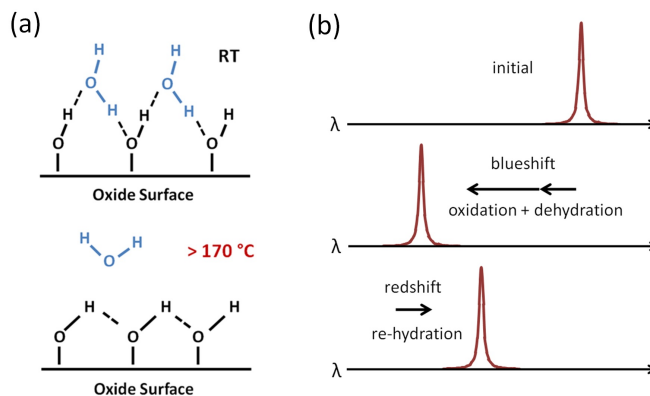 (a)
RT
H
O
H
H
O
H
H
O
H
O
H
O
Oxide Surface
H
O
H
> 170 °C
H
O
H
O
H
O
Oxide Surface
(b)
initial
λ
blueshift
oxidation + dehydration
λ
redshift
re-hydration
λ